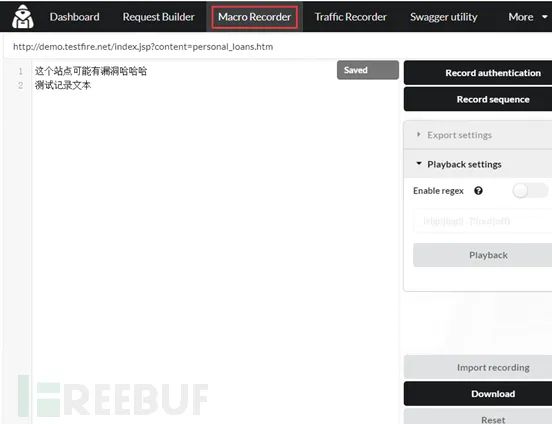 Dashboard Request Builder Macro Recorder Traffic Recorder Swagger utility More
http://demo.testfire.net/index.jsp?content=personal_loans.htm
1 这个站点可能有漏洞哈哈哈
2 测试记录文本
Saved
Record authentication
Record sequence
Export settings
Playback settings
Enable regex ?
Playback
Import recording
Download
Reset
FREEBUF